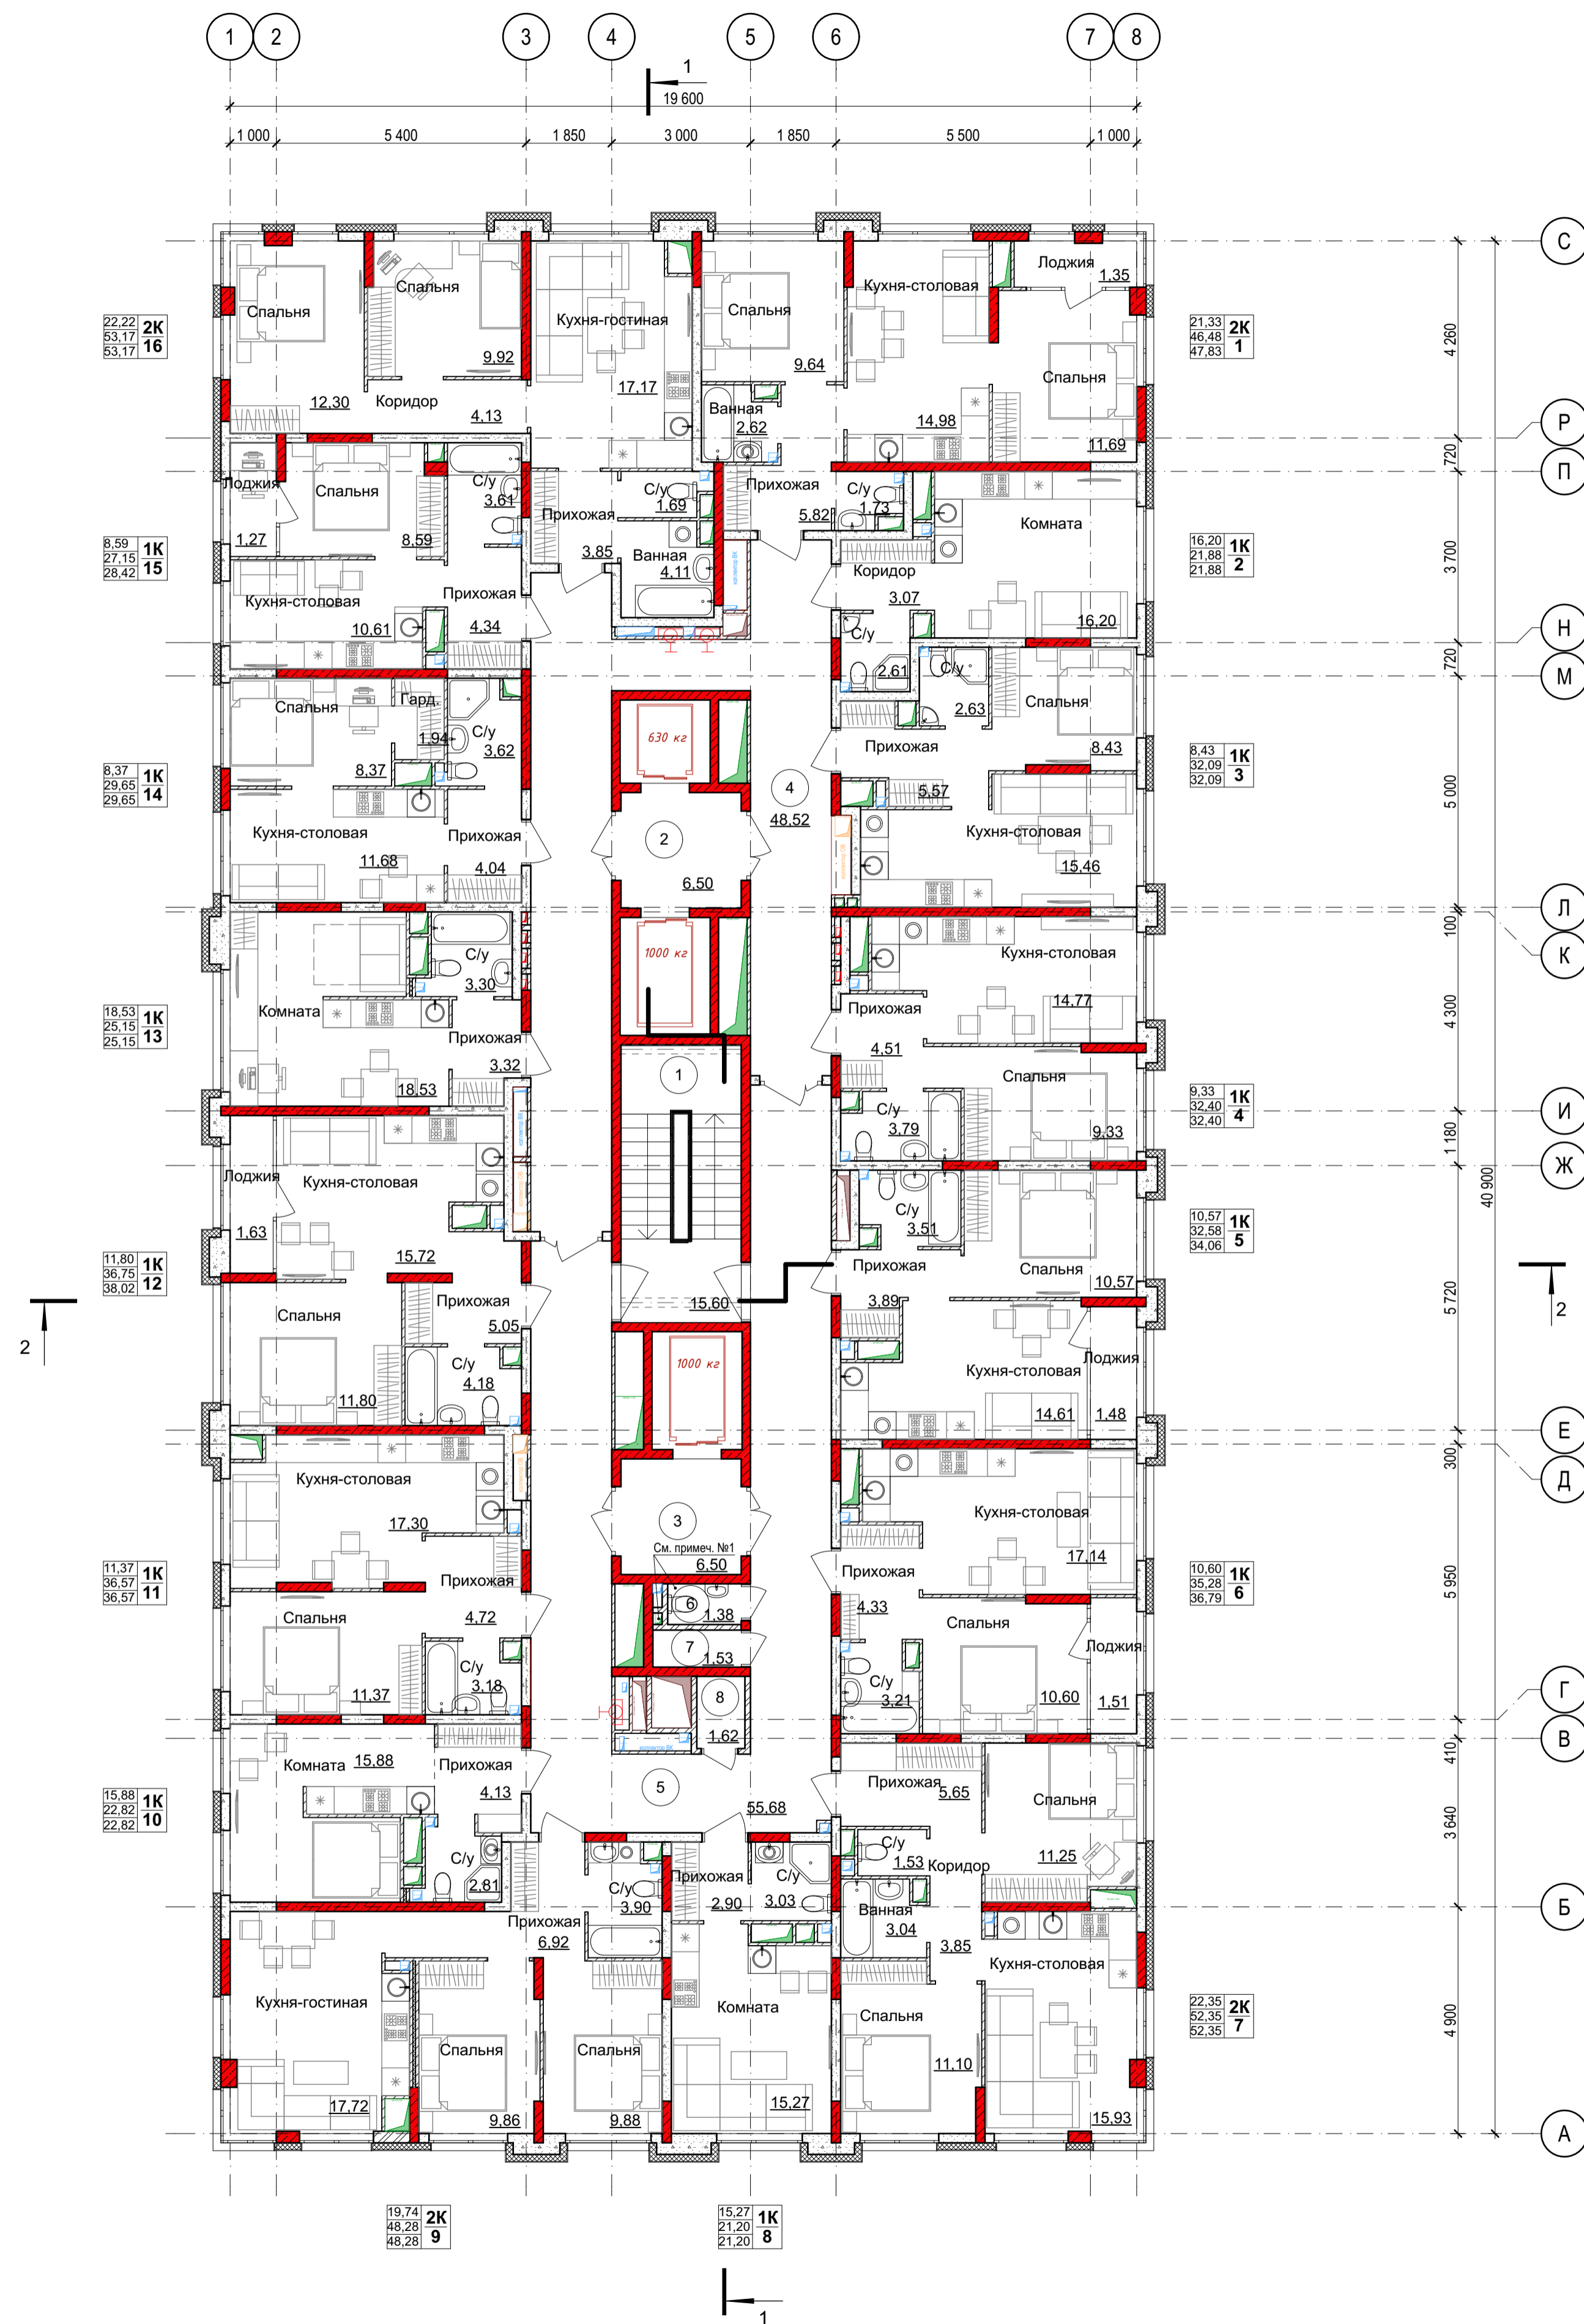 1 2 3 4 5 6 7 8
1
19 600
1 000 5 400 1 850 3 000 1 850 5 500 1 000
С
Лоджия
1,35
Кухня-столовая
Спальня
Спальня
Спальня
Кухня-гостиная
22,22
53,17
53,17
2К
16
21,33
46,48
47,83
2К
1
4 260
9,92
9,64
Спальня
17,17
12,30
Коридор
4,13
Ванная
2,62
14,98
11,69
Р
720
П
Лоджия
Спальня
С/у
3,61
Прихожая
С/у
1,69
Прихожая
5,82
С/у
1,73
Комната
1,27
8,59
3,85
Ванная
4,11
8,59
27,15
28,42
1К
15
16,20
21,88
21,88
1К
2
3 700
Коридор
3,07
Кухня-столовая
10,61
Прихожая
4,34
16,20
Н
С/у
2,61
720
М
С/у
2,63
Спальня
8,43
Спальня
Гард.
1,94
С/у
3,62
8,37
630 кг
Прихожая
5,57
4
48,52
8,37
29,65
29,65
1К
14
8,43
32,09
32,09
1К
3
5 000
Кухня-столовая
11,68
Прихожая
4,04
2
6,50
Кухня-столовая
15,46
Л
100
К
С/у
3,30
1000 кг
Кухня-столовая
14,77
Комната
18,53
Прихожая
3,32
Прихожая
4,51
18,53
25,15
25,15
1К
13
4 300
1
Спальня
9,33
С/у
3,79
9,33
32,40
32,40
1К
4
И
1 180
Ж
40 900
Лоджия
1,63
Кухня-столовая
15,72
С/у
3,51
Прихожая
3,89
Спальня
10,57
10,57
32,58
34,06
1К
5
11,80
36,75
38,02
1К
12
5 720
2
2
15,60
Спальня
11,80
Прихожая
5,05
С/у
4,18
1000 кг
Кухня-столовая
14,61
Лоджия
1,48
Е
300
Д
Кухня-столовая
17,30
3
См. примеч. №1
6,50
Кухня-столовая
17,14
Прихожая
4,33
11,37
36,57
36,57
1К
11
10,60
35,28
36,79
1К
6
5 950
Прихожая
4,72
Спальня
11,37
С/у
3,18
6
1,38
7
1,53
8
1,62
Спальня
10,60
Лоджия
1,51
С/у
3,21
Г
В
410
Комната
15,88
Прихожая
4,13
5
55,68
Прихожая
5,65
Спальня
11,25
15,88
22,82
22,82
1К
10
3 640
С/у
2,81
С/у
3,90
Прихожая
2,90
С/у
3,03
С/у
1,53
Коридор
3,85
Ванная
3,04
Б
Прихожая
6,92
Кухня-столовая
15,93
Кухня-гостиная
17,72
Комната
15,27
Спальня
11,10
22,35
52,35
52,35
2К
7
4 900
Спальня
9,86
Спальня
9,88
А
19,74
48,28
48,28
2К
9
15,27
21,20
21,20
1К
8
1